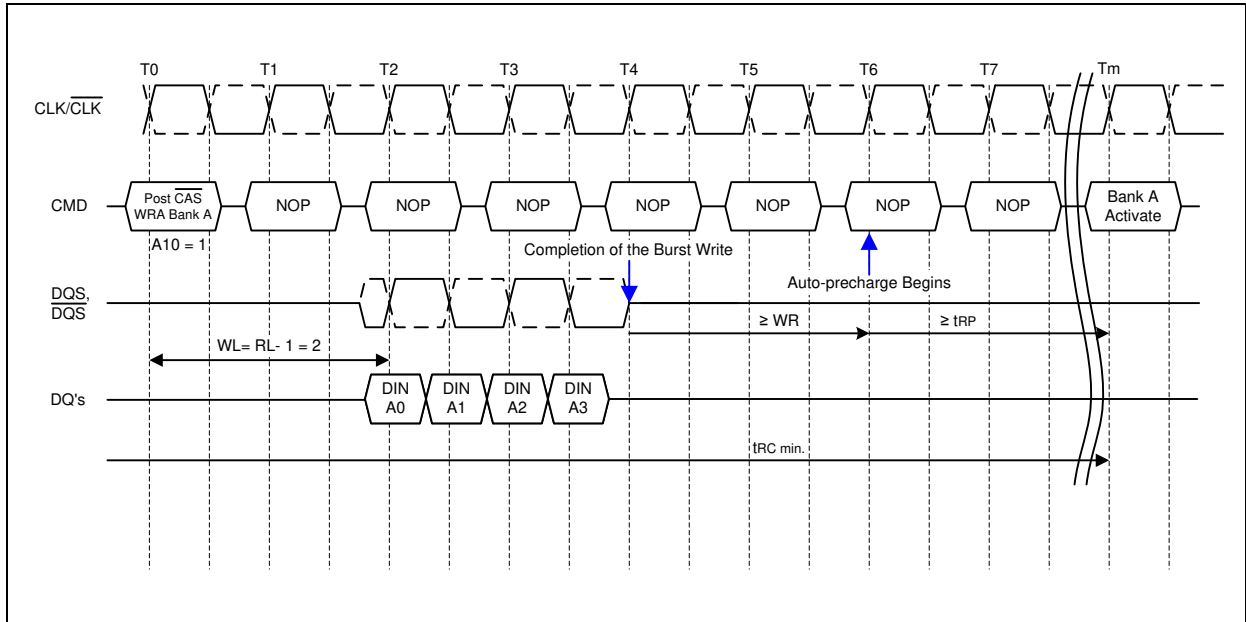 T0 T1 T2 T3 T4 T5 T6 T7 Tm
CLK/CLK
CMD
Post CAS
WRA Bank A
NOP NOP NOP NOP NOP NOP NOP
Bank A
Activate
A10 = 1
Completion of the Burst Write
Auto-precharge Begins
DQS,
DQS
≥ WR
≥ tRP
WL= RL- 1 = 2
DQ's
DIN
A0
DIN
A1
DIN
A2
DIN
A3
tRC min.